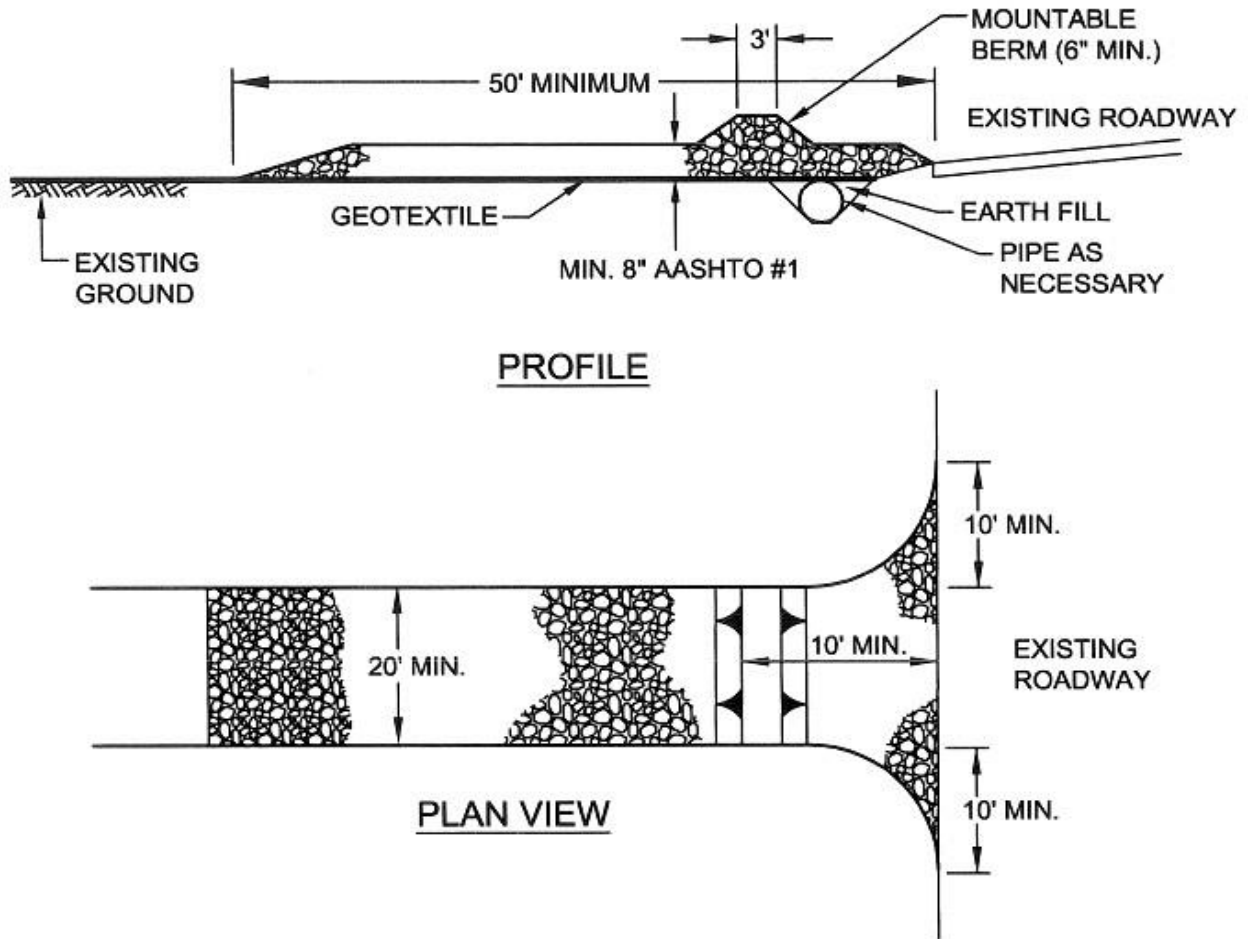 3'
MOUNTABLE
BERM (6" MIN.)
50' MINIMUM
EXISTING ROADWAY
GEOTEXTILE
EARTH FILL
EXISTING
GROUND
MIN. 8" AASHTO #1
PIPE AS
NECESSARY
PROFILE
10' MIN.
20' MIN.
10' MIN.
EXISTING
ROADWAY
10' MIN.
PLAN VIEW